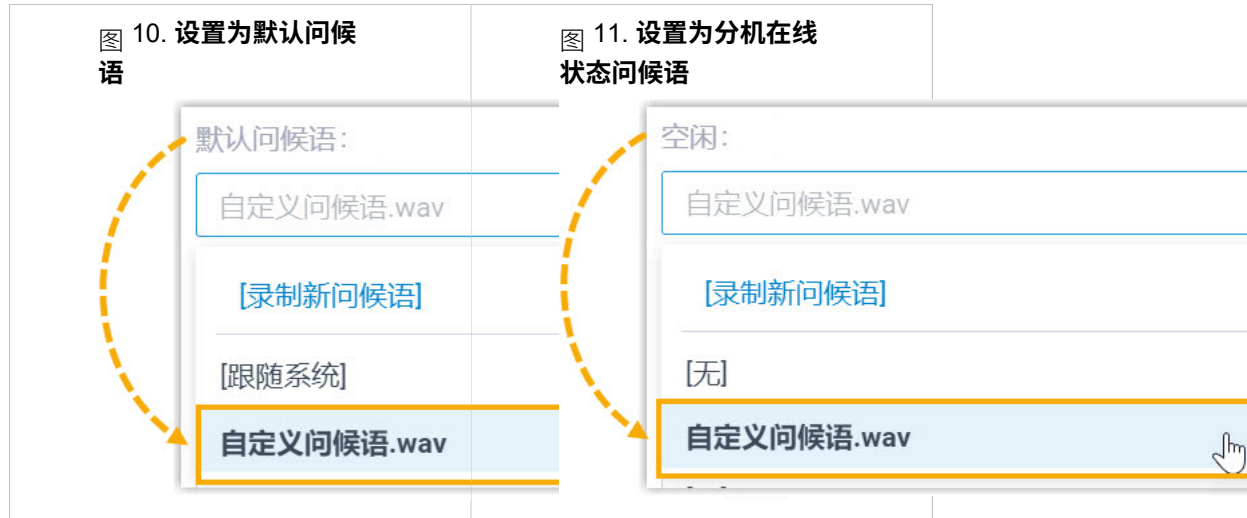 图 10. 设置为默认问候
语
默认问候语：
自定义问候语.wav
[录制新问候语]
[跟随系统]
自定义问候语.wav
图 11. 设置为分机在线
状态问候语
空闲：
自定义问候语.wav
[录制新问候语]
[无]
自定义问候语.wav